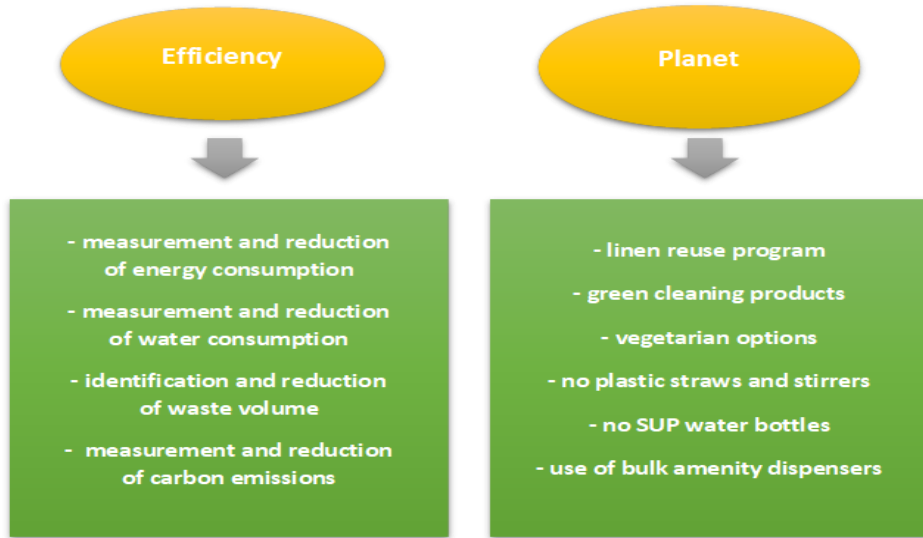 Efficiency
- measurement and reduction
of energy consumption
- measurement and reduction
of water consumption
- identification and reduction
of waste volume
- measurement and reduction
of carbon emissions
Planet
- linen reuse program
- green cleaning products
- vegetarian options
- no plastic straws and stirrers
- no SUP water bottles
- use of bulk amenity dispensers